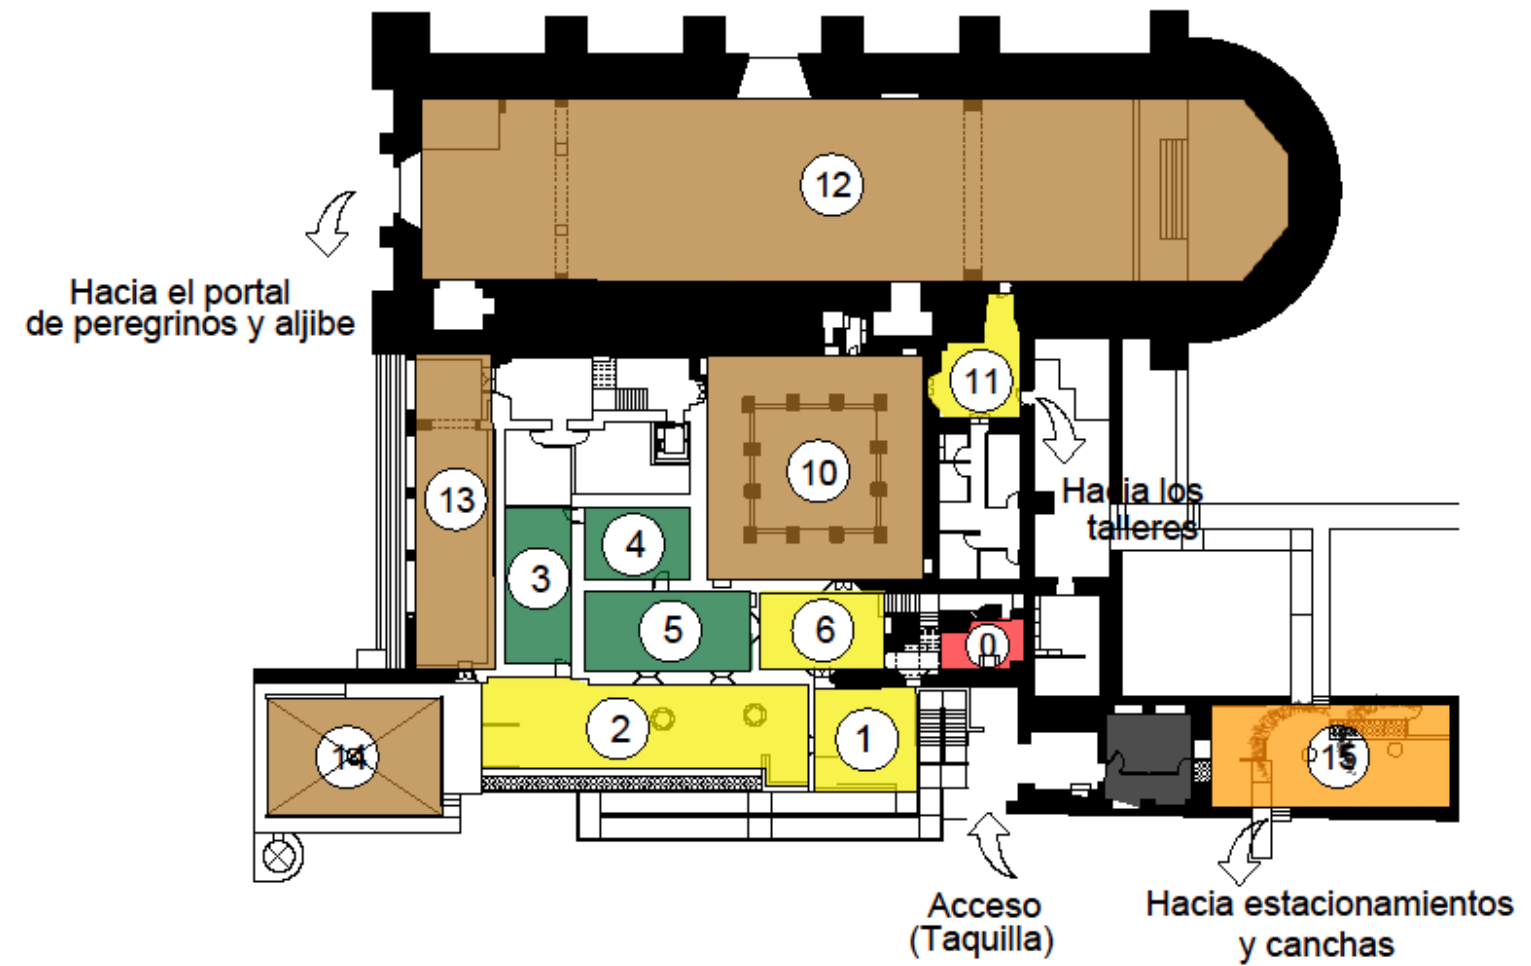 12
Hacia el portal
de peregrinos y aljibe
11
10
13
Hacia los
talleres
4
3
5
6
0
2
1
14
15
Acceso
(Taquilla)
Hacia estacionamientos
y canchas